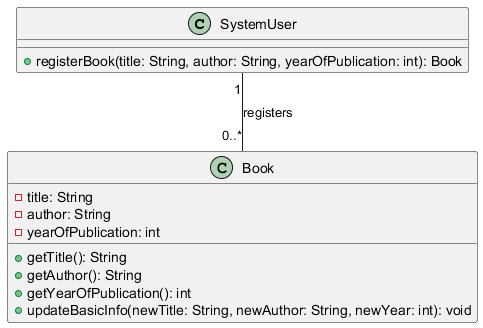 C SystemUser
registerBook(title: String, author: String, yearOfPublication: int): Book
1
registers
0..*
C Book
title: String
author: String
yearOfPublication: int
getTitle(): String
getAuthor(): String
getYearOfPublication(): int
updateBasicInfo(newTitle: String, newAuthor: String, newYear: int): void